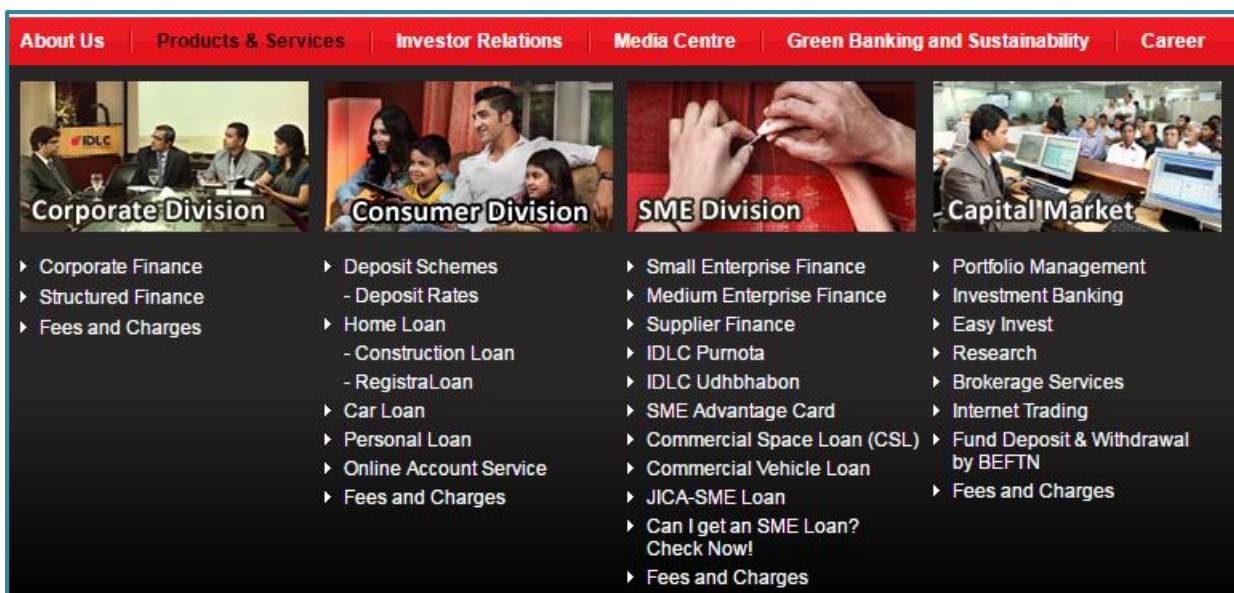 About Us
Products & Services
Investor Relations
Media Centre
Green Banking and Sustainability
Career
IDLC
Corporate Division
Corporate Finance
Structured Finance
Fees and Charges
Consumer Division
Deposit Schemes
- Deposit Rates
Home Loan
- Construction Loan
- RegistraLoan
Car Loan
Personal Loan
Online Account Service
Fees and Charges
SME Division
Small Enterprise Finance
Medium Enterprise Finance
Supplier Finance
IDLC Purnota
IDLC Udhbhabon
SME Advantage Card
Commercial Space Loan (CSL)
Commercial Vehicle Loan
JICA-SME Loan
Can I get an SME Loan?
Check Now!
Fees and Charges
Capital Market
Portfolio Management
Investment Banking
Easy Invest
Research
Brokerage Services
Internet Trading
Fund Deposit & Withdrawal
by BEFTN
Fees and Charges